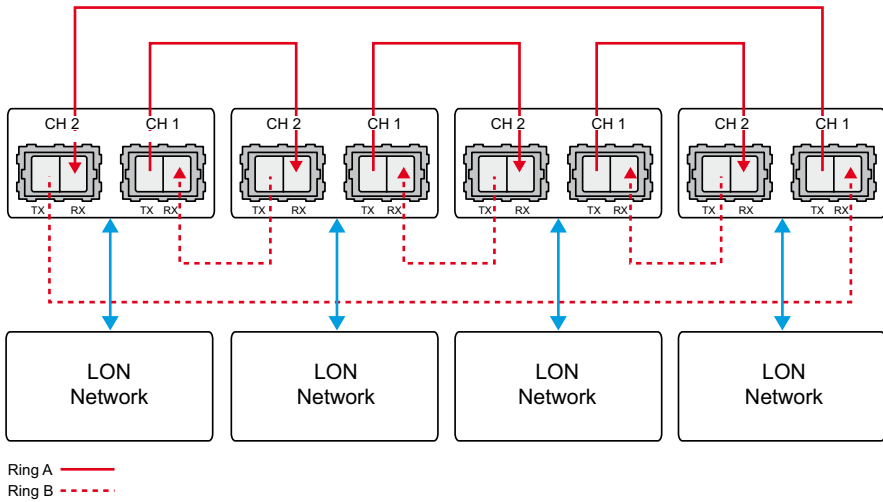 CH 2 CH 1 CH 2 CH 1 CH 2 CH 1 CH 2 CH 1
TX RX TX RX TX RX TX RX TX RX TX RX TX RX TX RX
LON
Network
LON
Network
LON
Network
LON
Network
Ring A
Ring B